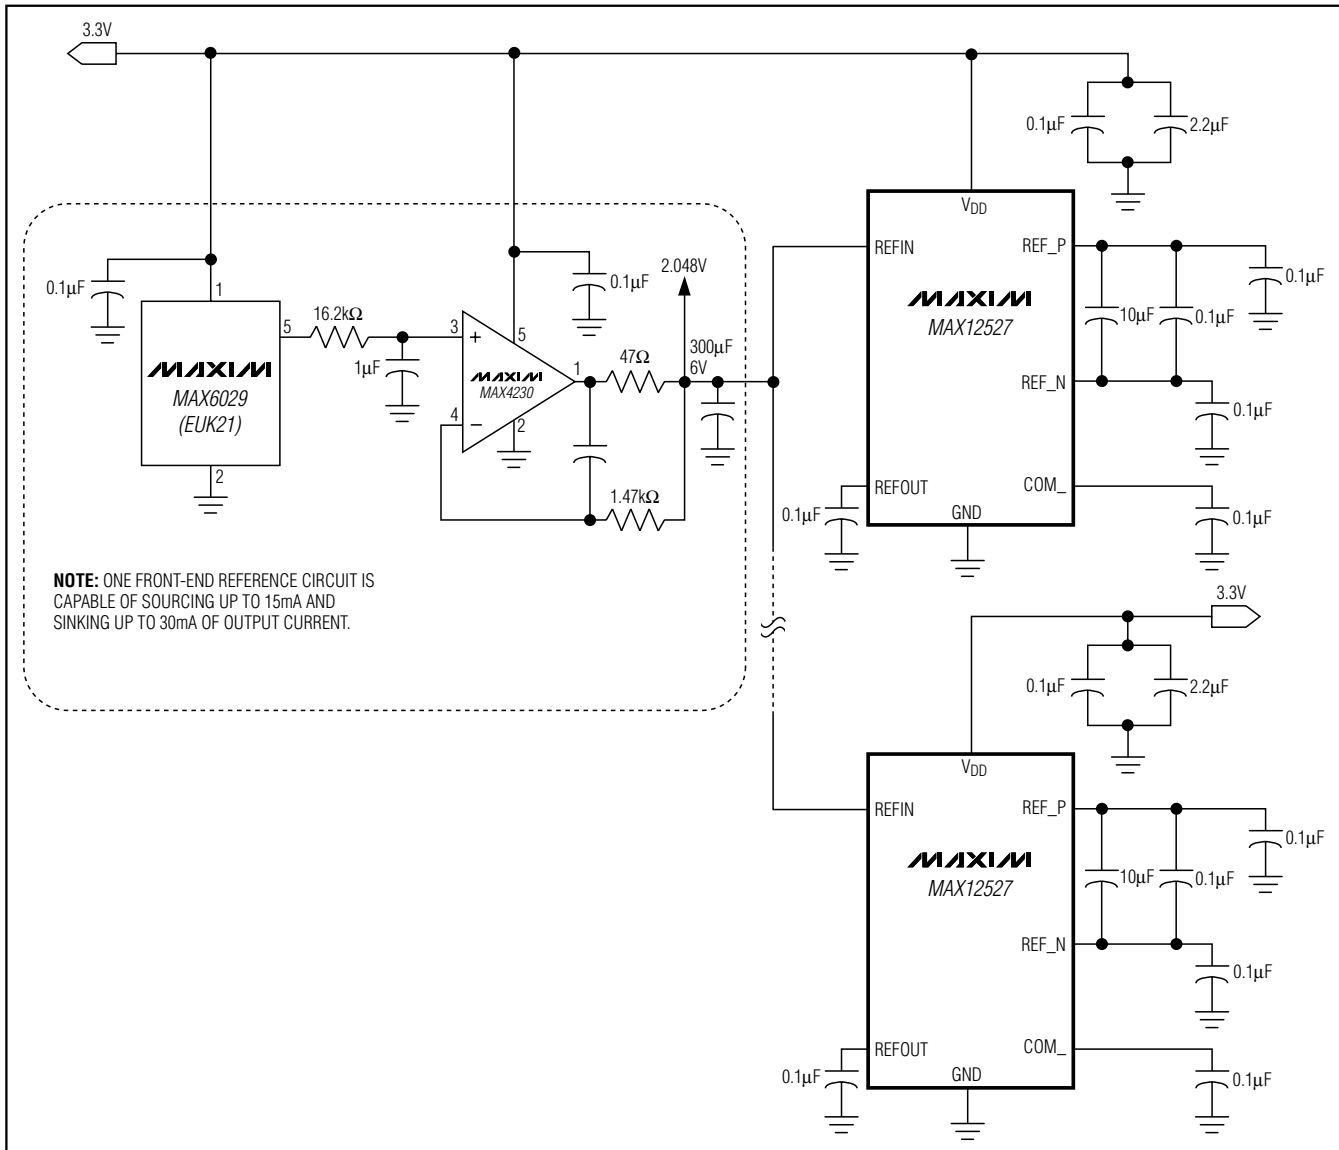 3.3V
0.1µF
2.2µF
VDD
REFIN
REF_P
0.1µF
MAXIM
MAX12527
10µF
0.1µF
REF_N
0.1µF
REFOUT
COM_
0.1µF
GND
0.1µF
0.1µF
1
MAXIM
MAX6029
(EUK21)
5
2
16.2kΩ
1µF
3
+
5
0.1µF
MAXIM
MAX4230
1
4
−
2
47Ω
2.048V
300µF
6V
1.47kΩ
NOTE: ONE FRONT-END REFERENCE CIRCUIT IS
CAPABLE OF SOURCING UP TO 15mA AND
SINKING UP TO 30mA OF OUTPUT CURRENT.
3.3V
0.1µF
2.2µF
VDD
REFIN
REF_P
0.1µF
MAXIM
MAX12527
10µF
0.1µF
REF_N
0.1µF
REFOUT
COM_
0.1µF
GND
0.1µF